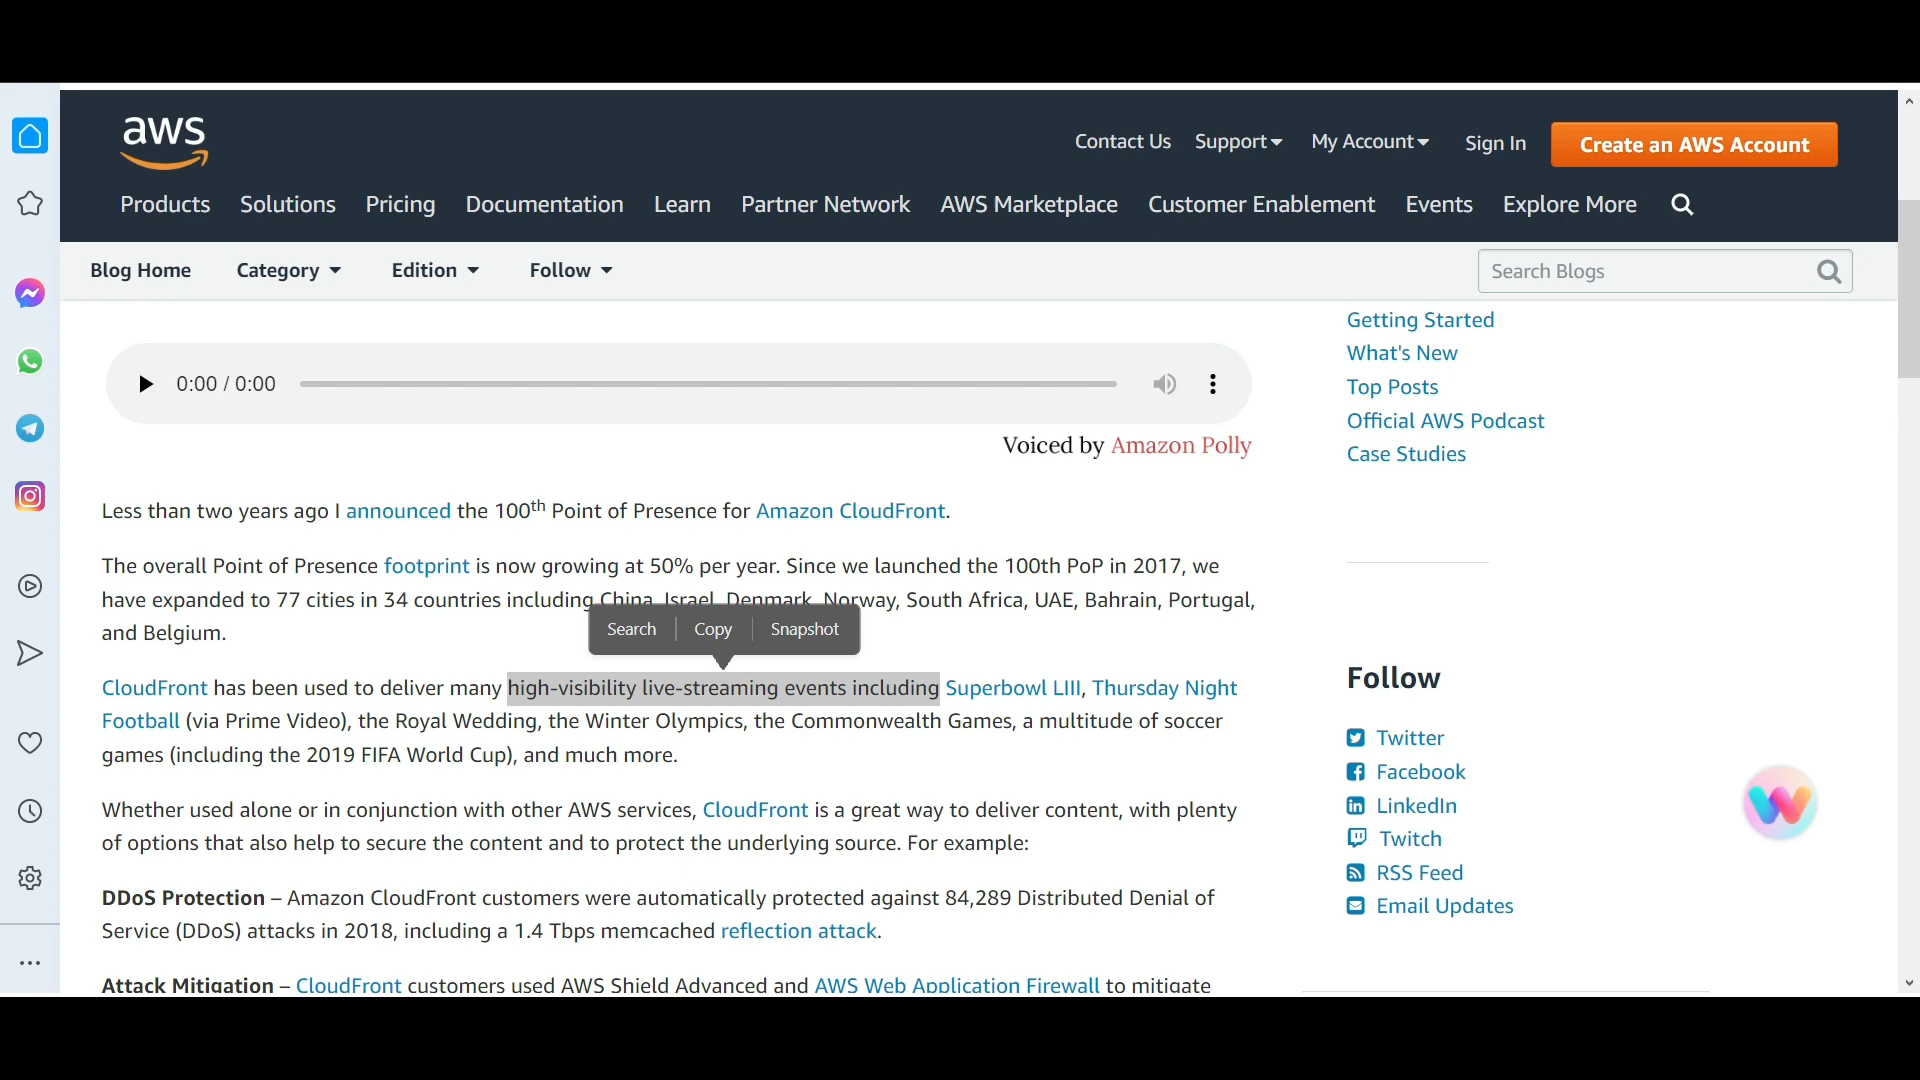 aws
Contact Us Support My Account Sign In Create an AWS Account
Products Solutions Pricing Documentation Learn Partner Network AWS Marketplace Customer Enablement Events Explore More
Blog Home Category Edition Follow Search Blogs
Getting Started
What's New
0:00 / 0:00
Top Posts
Official AWS Podcast
Voiced by Amazon Polly
Case Studies
Less than two years ago I announced the 100th Point of Presence for Amazon CloudFront.
The overall Point of Presence footprint is now growing at 50% per year. Since we launched the 100th PoP in 2017, we
have expanded to 77 cities in 34 countries including China, Israel, Denmark, Norway, South Africa, UAE, Bahrain, Portugal,
and Belgium.
Search Copy Snapshot
CloudFront has been used to deliver many high-visibility live-streaming events including Superbowl LIII, Thursday Night
Football (via Prime Video), the Royal Wedding, the Winter Olympics, the Commonwealth Games, a multitude of soccer
games (including the 2019 FIFA World Cup), and much more.
Whether used alone or in conjunction with other AWS services, CloudFront is a great way to deliver content, with plenty
of options that also help to secure the content and to protect the underlying source. For example:
DDoS Protection – Amazon CloudFront customers were automatically protected against 84,289 Distributed Denial of
Service (DDoS) attacks in 2018, including a 1.4 Tbps memcached reflection attack.
Attack Mitigation – CloudFront customers used AWS Shield Advanced and AWS Web Application Firewall to mitigate
Follow
Twitter
Facebook
LinkedIn
Twitch
RSS Feed
Email Updates